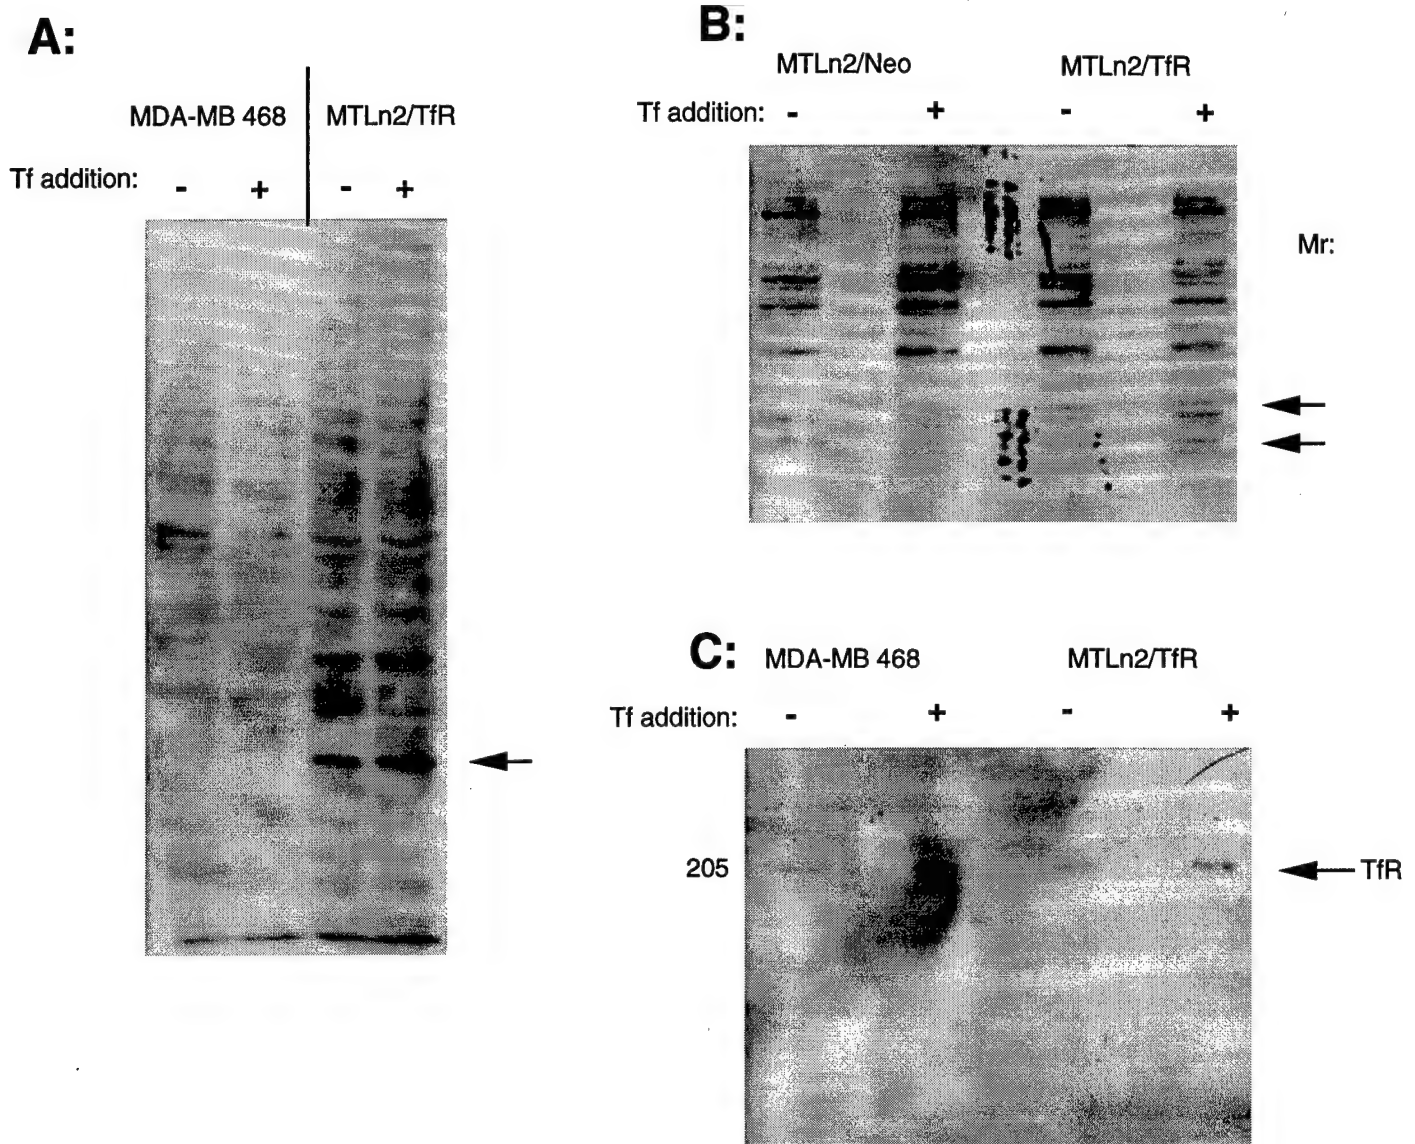 A:
MDA-MB 468 MTLn2/TfR
Tf addition: - + - +
B:
MTLn2/Neo MTLn2/TfR
Tf addition: - + - +
Mr:
C: MDA-MB 468 MTLn2/TfR
Tf addition: - + - +
205 TfR